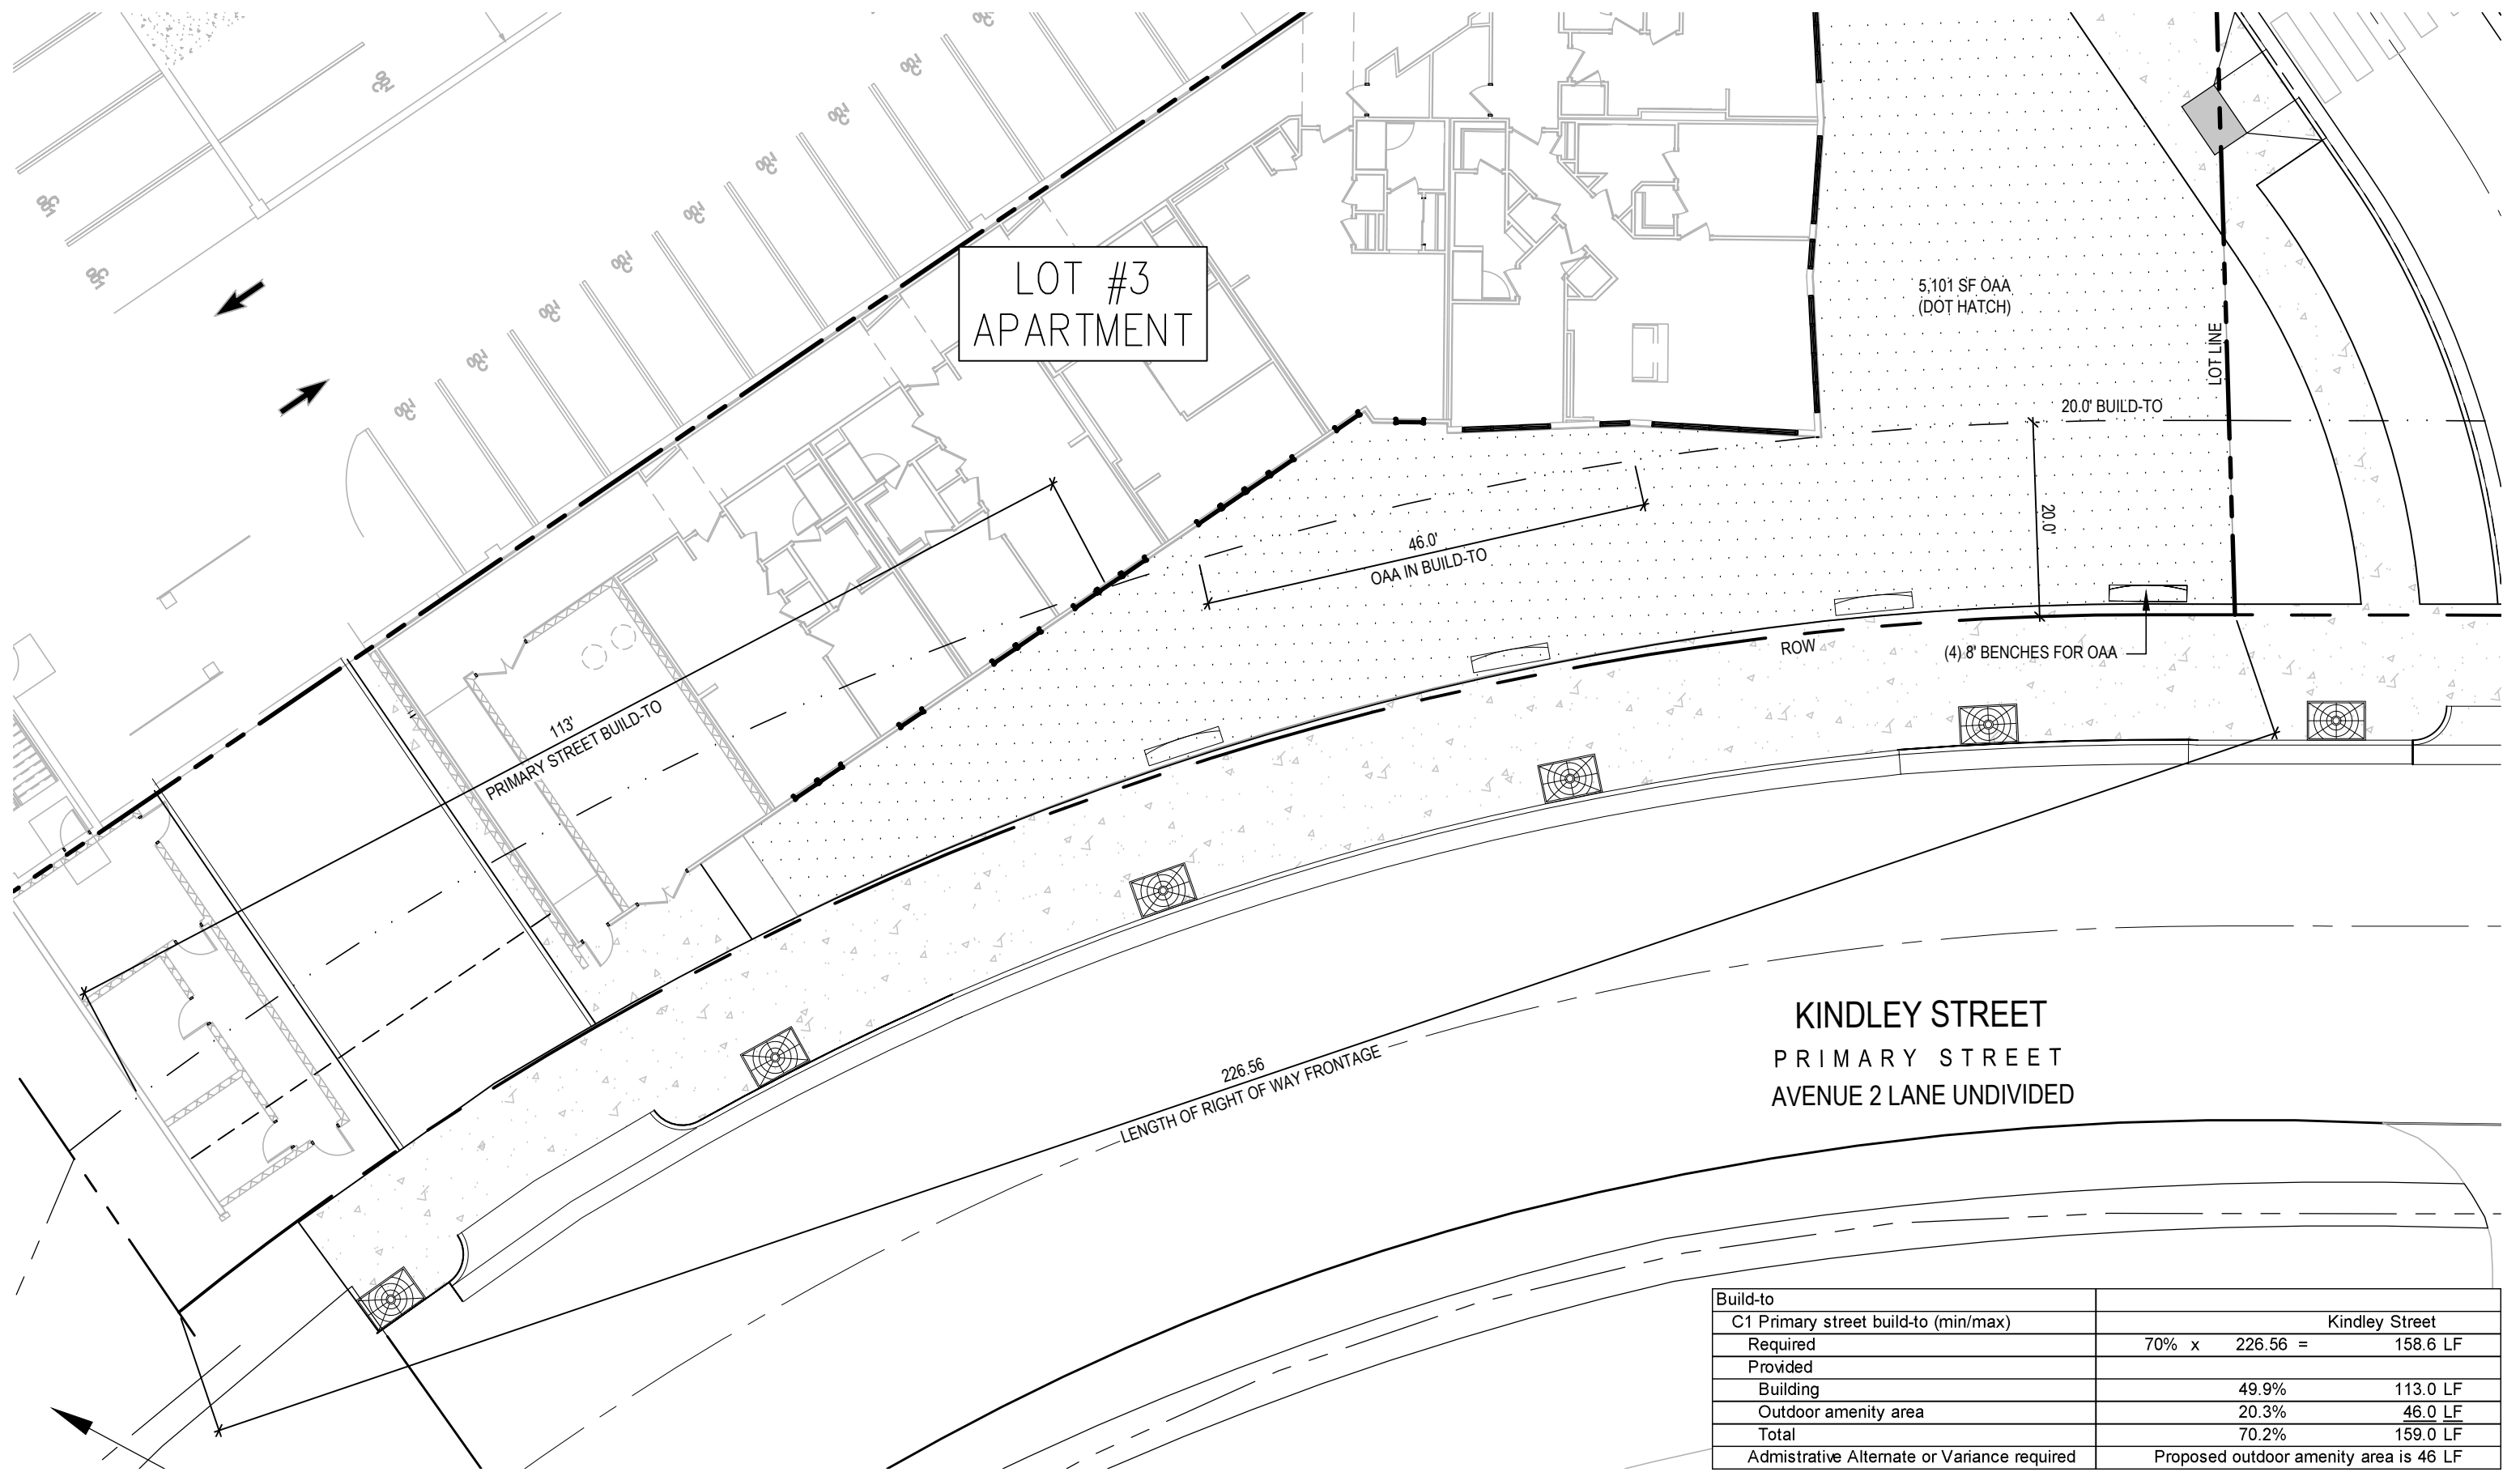 LOT #3
APARTMENT
5,101 SF OAA
(DOT HATCH)
LOT LINE
20.0' BUILD-TO
20.0'
46.0'
OAA IN BUILD-TO
ROW
(4) 8' BENCHES FOR OAA
113'
PRIMARY STREET BUILD-TO
226.56
LENGTH OF RIGHT OF WAY FRONTAGE
KINDLEY STREET
PRIMARY STREET
AVENUE 2 LANE UNDIVIDED
Build-to
C1 Primary street build-to (min/max) Kindley Street
Required 70% x 226.56 = 158.6 LF
Provided
Building 49.9% 113.0 LF
Outdoor amenity area 20.3% 46.0 LF
Total 70.2% 159.0 LF
Admistrative Alternate or Variance required Proposed outdoor amenity area is 46 LF